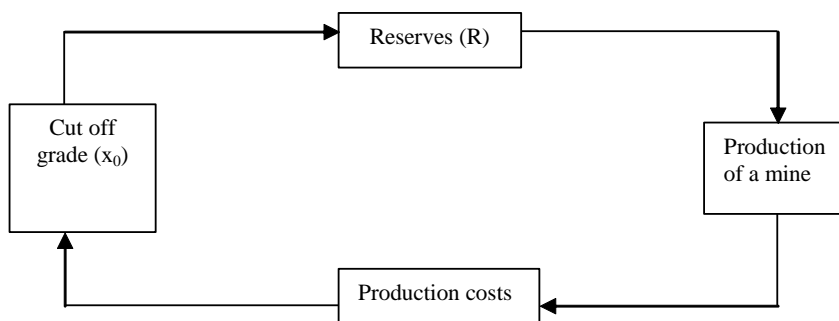 Reserves (R)
Cut off
grade (x₀)
Production
of a mine
Production costs